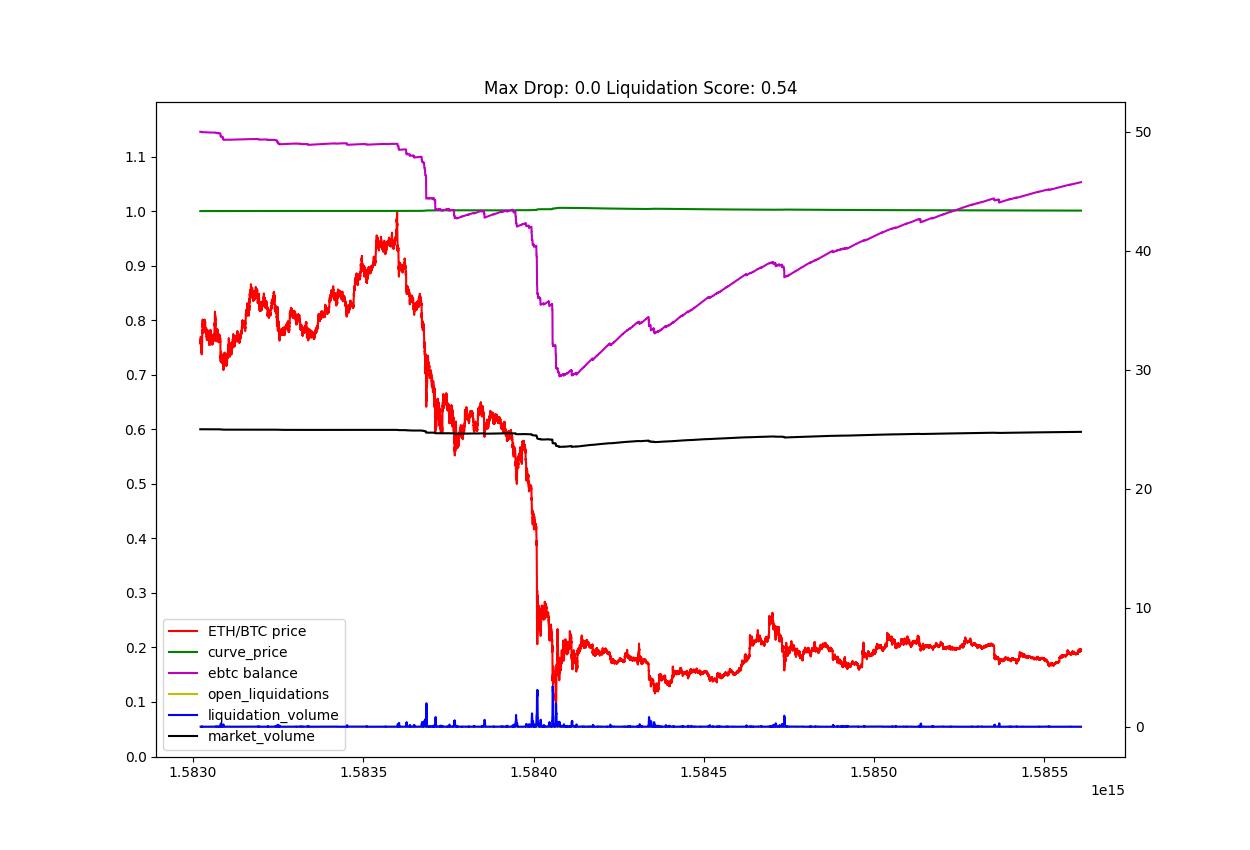 Max Drop: 0.0 Liquidation Score: 0.54
1.1
1.0
0.9
0.8
0.7
0.6
0.5
0.4
0.3
0.2
0.1
0.0
50
40
30
20
10
0
ETH/BTC price
curve_price
ebtc balance
open_liquidations
liquidation_volume
market_volume
1.5830 1.5835 1.5840 1.5845 1.5850 1.5855
1e15